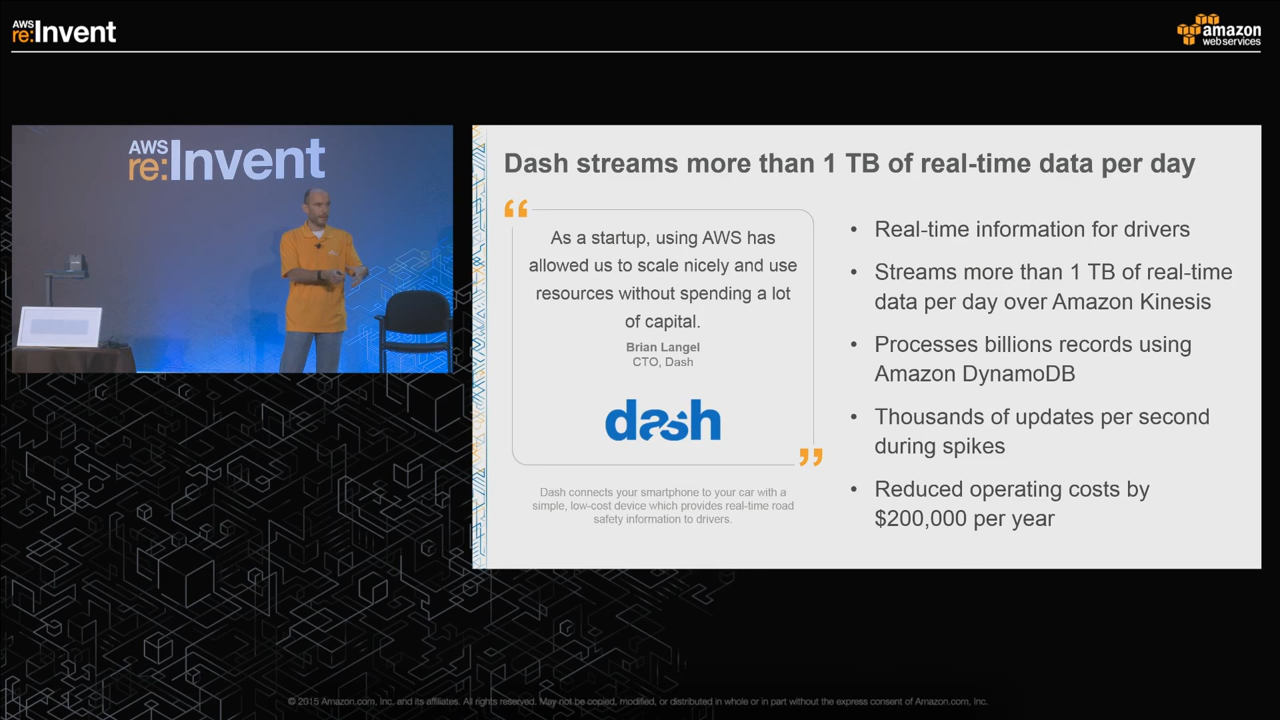 AWS
re:Invent
amazon
web services
AWS
re:Invent
Dash streams more than 1 TB of real-time data per day
“
As a startup, using AWS has
allowed us to scale nicely and use
resources without spending a lot
of capital.
Brian Langel
CTO, Dash
dash
”
Dash connects your smartphone to your car with a
simple, low-cost device which provides real-time road
safety information to drivers.
• Real-time information for drivers
• Streams more than 1 TB of real-time
data per day over Amazon Kinesis
• Processes billions records using
Amazon DynamoDB
• Thousands of updates per second
during spikes
• Reduced operating costs by
$200,000 per year
© 2015 Amazon.com, Inc. and its affiliates. All rights reserved. May not be copied, modified, or distributed in whole or in part without the express consent of Amazon.com, Inc.